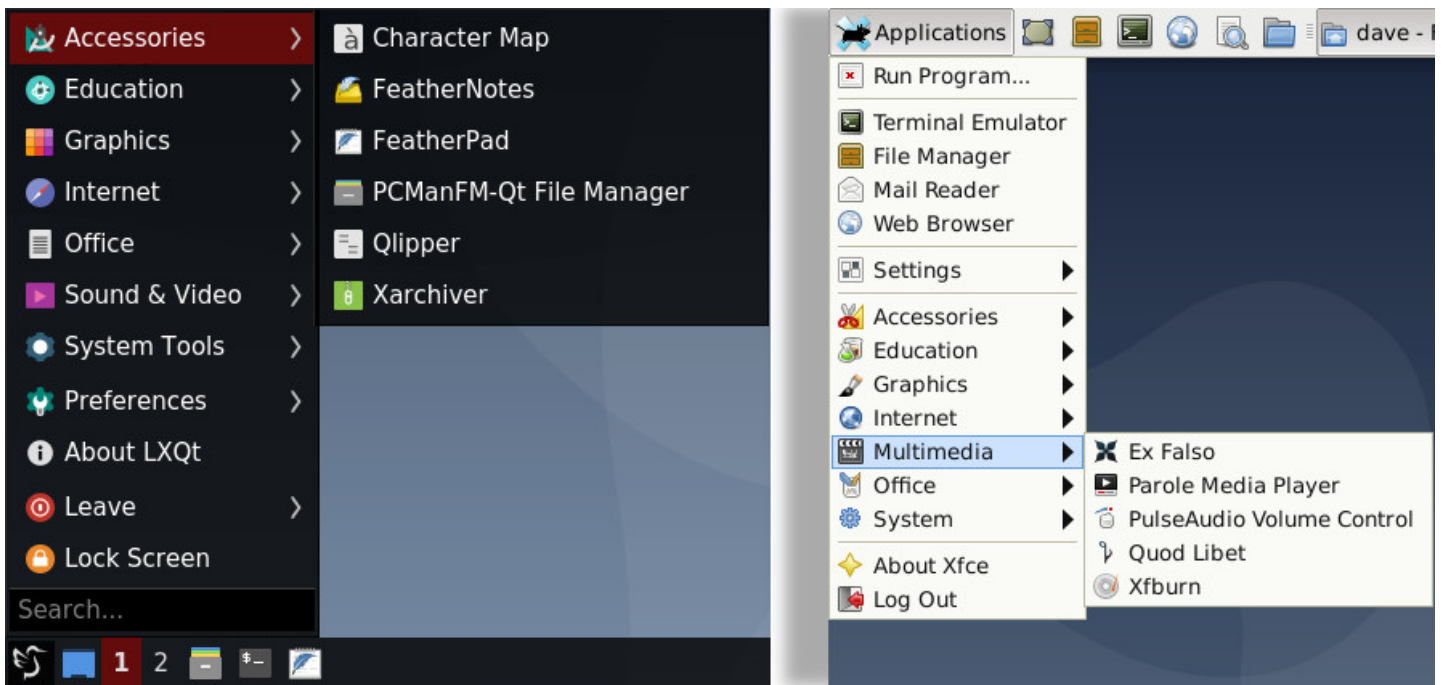 Accessories
Education
Graphics
Internet
Office
Sound & Video
System Tools
Preferences
About LXQt
Leave
Lock Screen
Search...
1 2 $-
à Character Map
FeatherNotes
FeatherPad
PCManFM-Qt File Manager
Qlipper
Xarchiver
Applications dave -
Run Program...
Terminal Emulator
File Manager
Mail Reader
Web Browser
Settings
Accessories
Education
Graphics
Internet
Multimedia
Office
System
About Xfce
Log Out
Ex Falso
Parole Media Player
PulseAudio Volume Control
Quod Libet
Xfburn